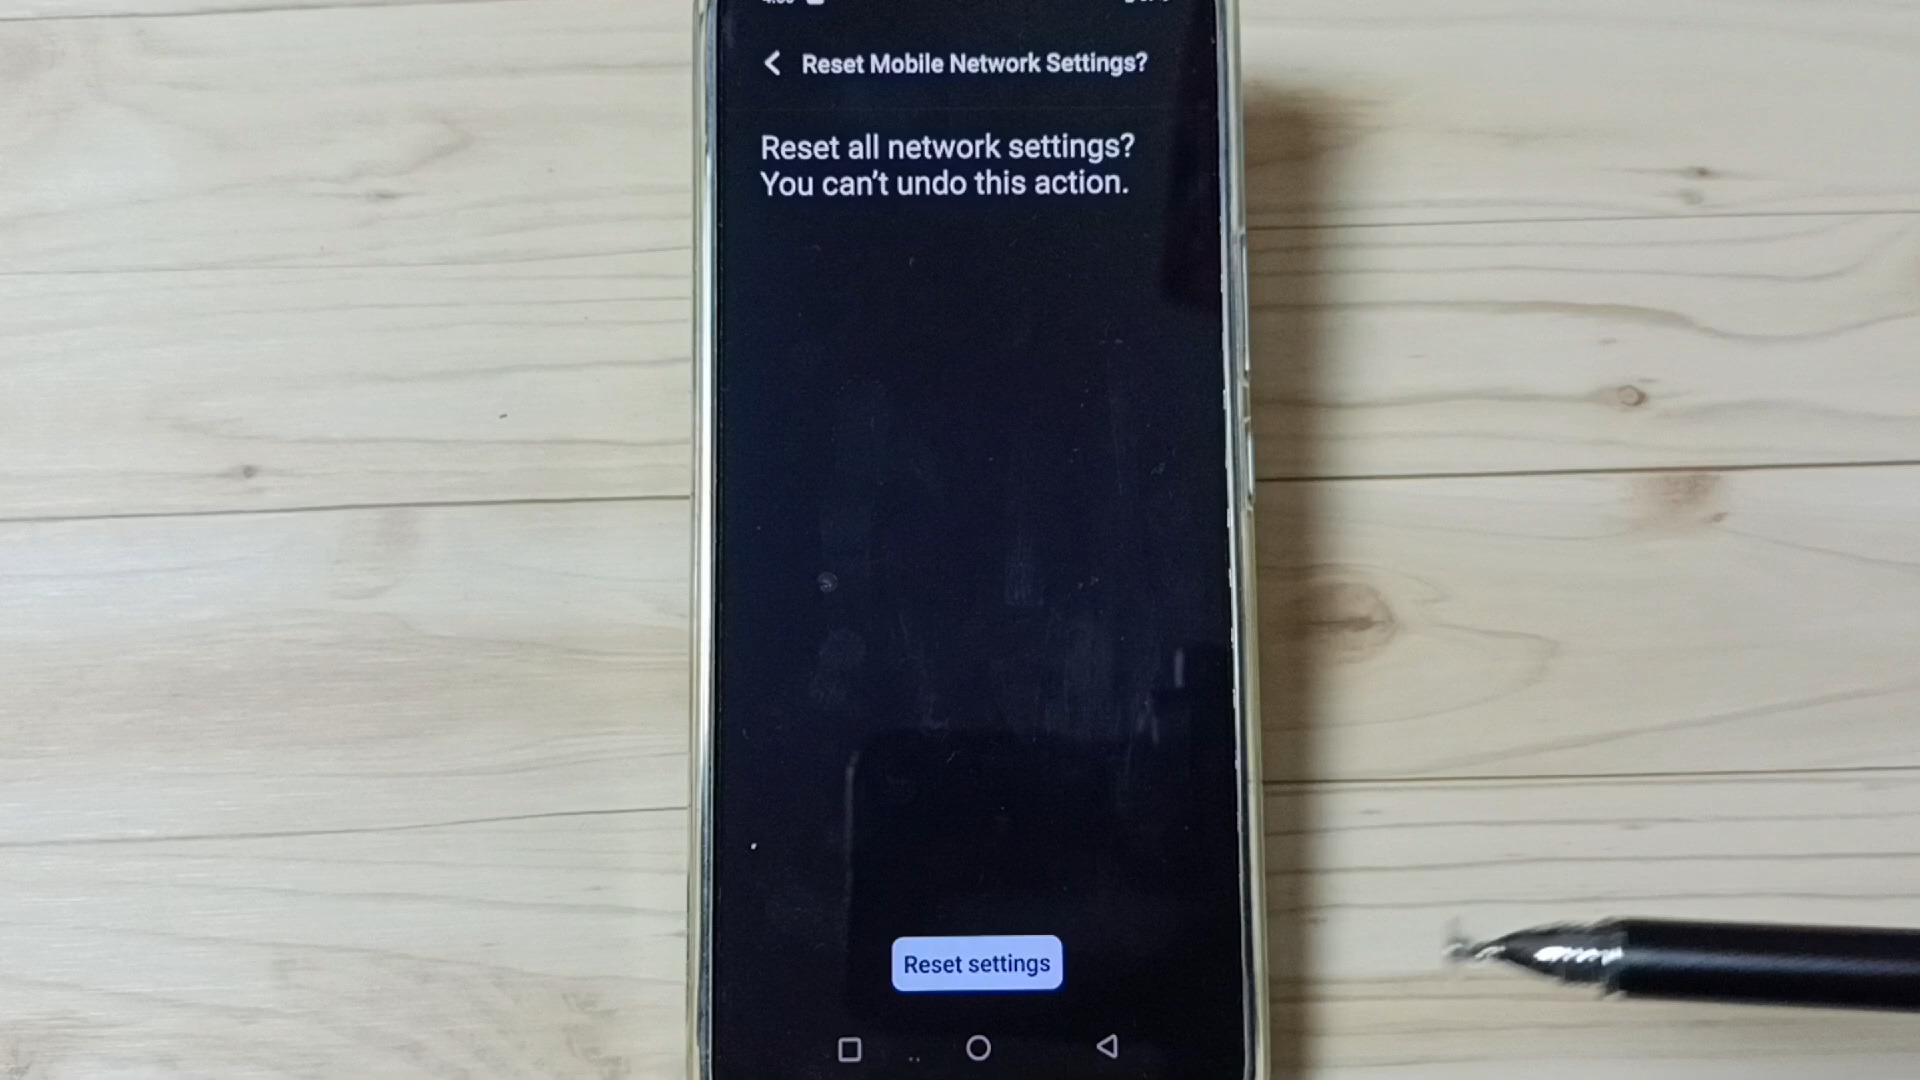 Reset Mobile Network Settings?
Reset all network settings?
You can't undo this action.
Reset settings